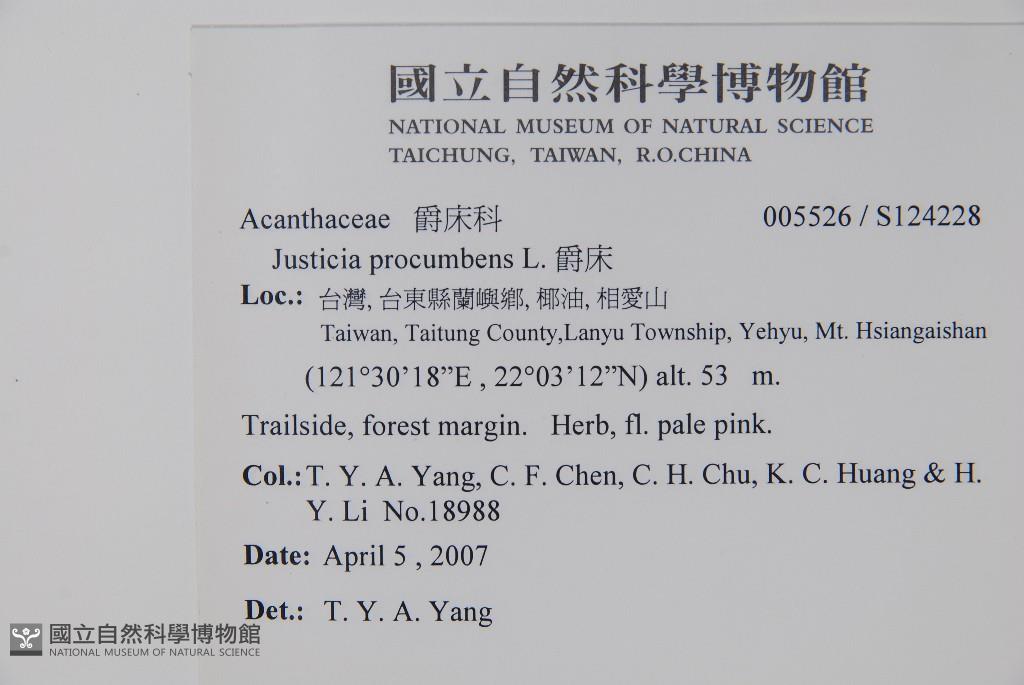 國立自然科學博物館
NATIONAL MUSEUM OF NATURAL SCIENCE
TAICHUNG, TAIWAN, R.O.CHINA
Acanthaceae 爵床科 005526 / S124228
Justicia procumbens L. 爵床
Loc.: 台灣, 台東縣蘭嶼鄉, 椰油, 相愛山
Taiwan, Taitung County,Lanyu Township, Yehyu, Mt. Hsiangaishan
(121°30’18”E , 22°03’12”N) alt. 53 m.
Trailside, forest margin. Herb, fl. pale pink.
Col.: T. Y. A. Yang, C. F. Chen, C. H. Chu, K. C. Huang & H.
Y. Li No.18988
Date: April 5 , 2007
Det.: T. Y. A. Yang
國立自然科學博物館
NATIONAL MUSEUM OF NATURAL SCIENCE